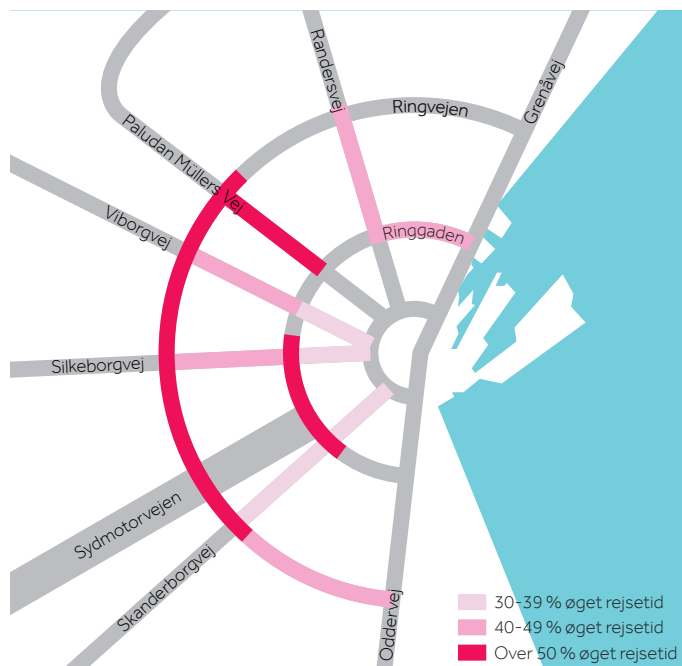 Randersvej
Ringvejen
Grenåvej
Paludan Müllers Vej
Viborgvej
Ringgaden
Silkeborgvej
Sydmotorvejen
Skanderborgvej
Oddervej
30-39 % øget rejsetid
40-49 % øget rejsetid
Over 50 % øget rejsetid